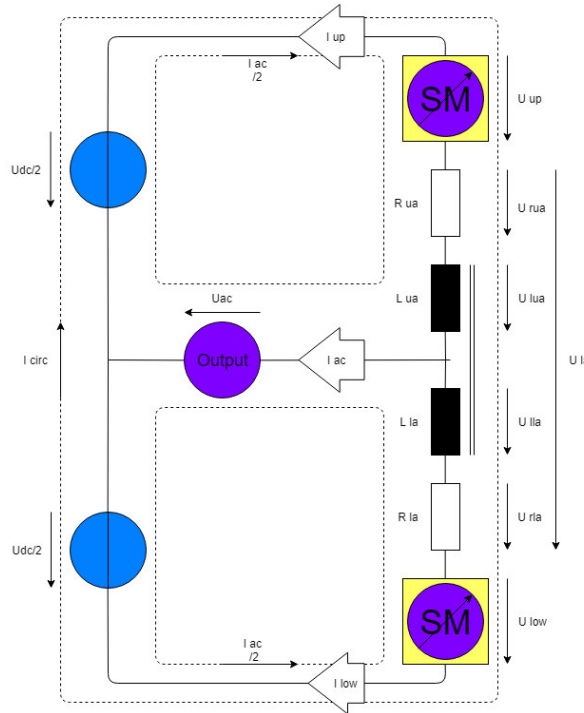 I up
I ac
/2
SM
U up
Udc/2
R ua
U rua
L ua
U lua
Uac
I circ
Output
I ac
U l
L la
U lla
R la
U rla
Udc/2
SM
U low
I ac
/2
I low